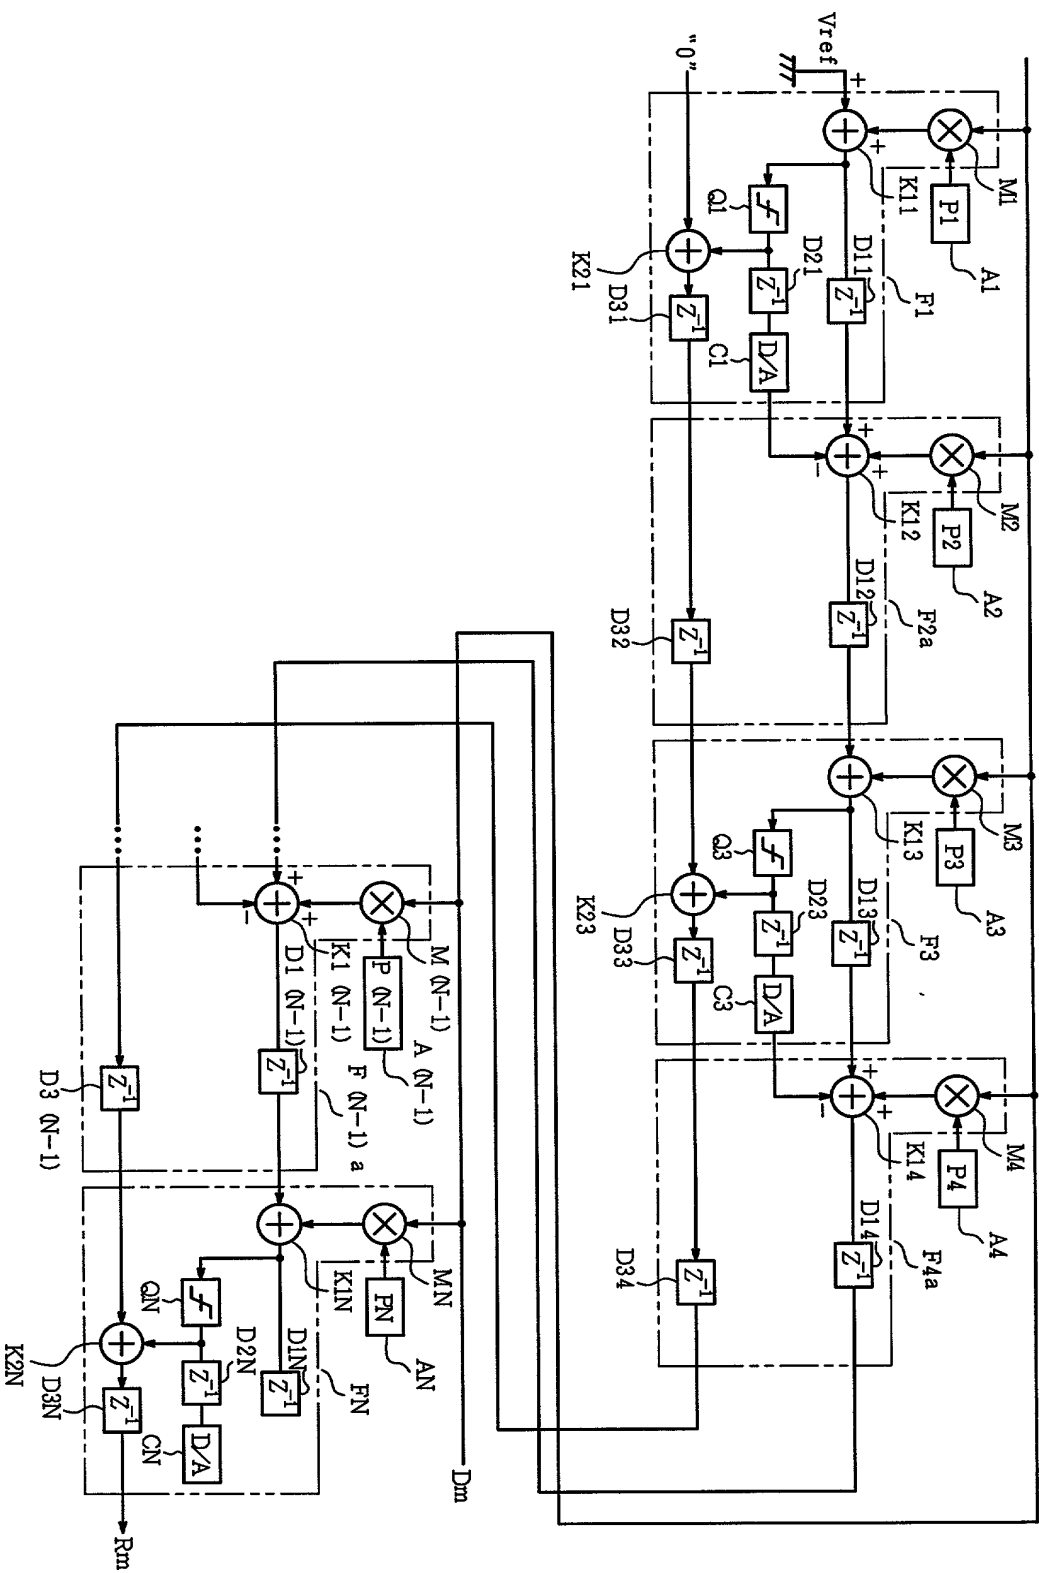 Vref
"0"
+
+
M1
P1
A1
K11
D11
Z⁻¹
F1
Q1
D21
Z⁻¹
D/A
C1
K21
D31
Z⁻¹
M2
P2
A2
+
+
-
K12
D12
Z⁻¹
F2a
D32
Z⁻¹
M3
P3
A3
K13
D13
Z⁻¹
F3
Q3
D23
Z⁻¹
D/A
C3
K23
D33
Z⁻¹
M4
P4
A4
+
+
-
K14
D14
Z⁻¹
F4a
D34
Z⁻¹
M (N-1)
P (N-1)
A (N-1)
+
+
-
K1 (N-1)
D1 (N-1)
Z⁻¹
F (N-1) a
D3 (N-1)
Z⁻¹
MN
PN
AN
K1N
D1N
Z⁻¹
FN
QN
D2N
Z⁻¹
D/A
CN
K2N
D3N
Z⁻¹
Dm
Rm